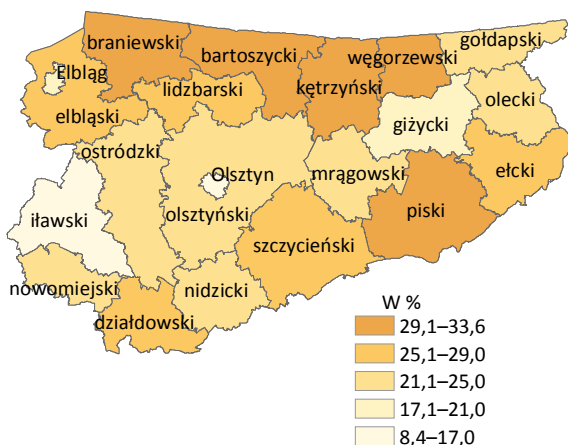 gołdapski
braniewski
bartoszycki
węgorzewski
Elbląg
lidzbarski
kętrzyński
olecki
elbląski
giżycki
ostródzki
Olsztyn
mrągowski
ełcki
iławski
olsztyński
piski
szczycieński
nowomiejski
nidzicki
działdowski
W %
29,1–33,6
25,1–29,0
21,1–25,0
17,1–21,0
8,4–17,0